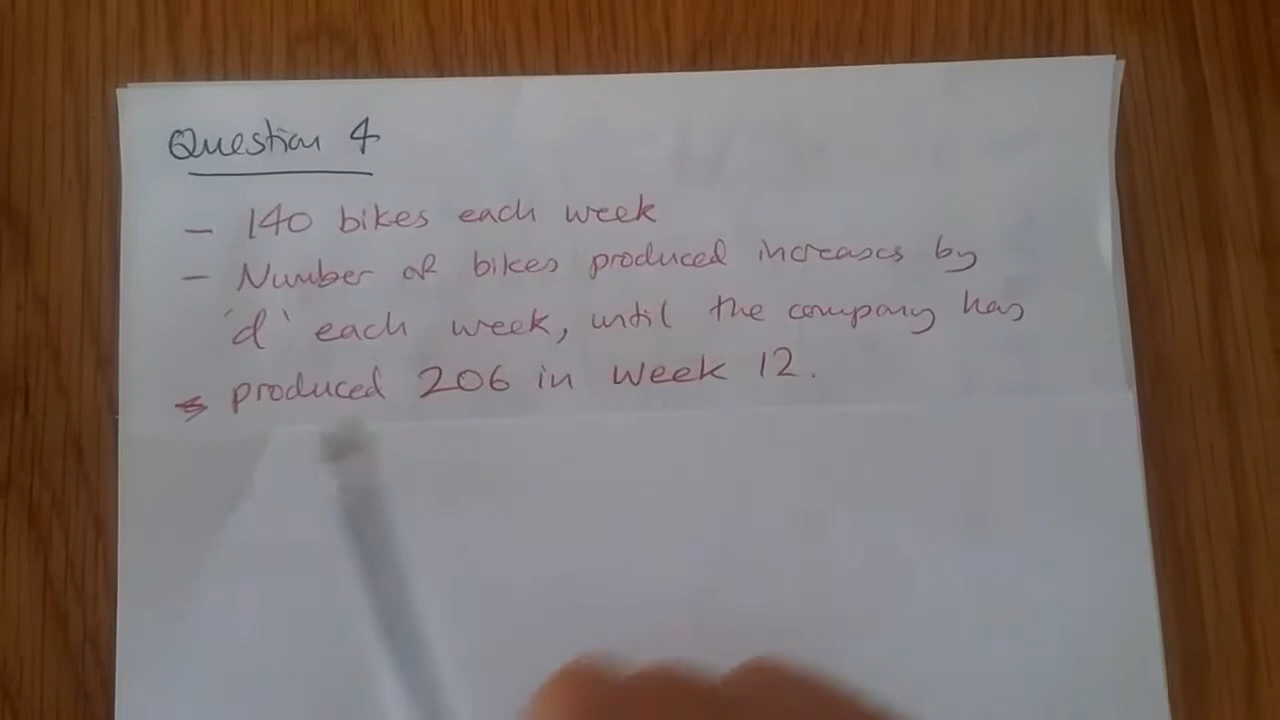 Question 4
- 140 bikes each week
- Number of bikes produced increases by
'd' each week, until the company has
produced 206 in week 12.